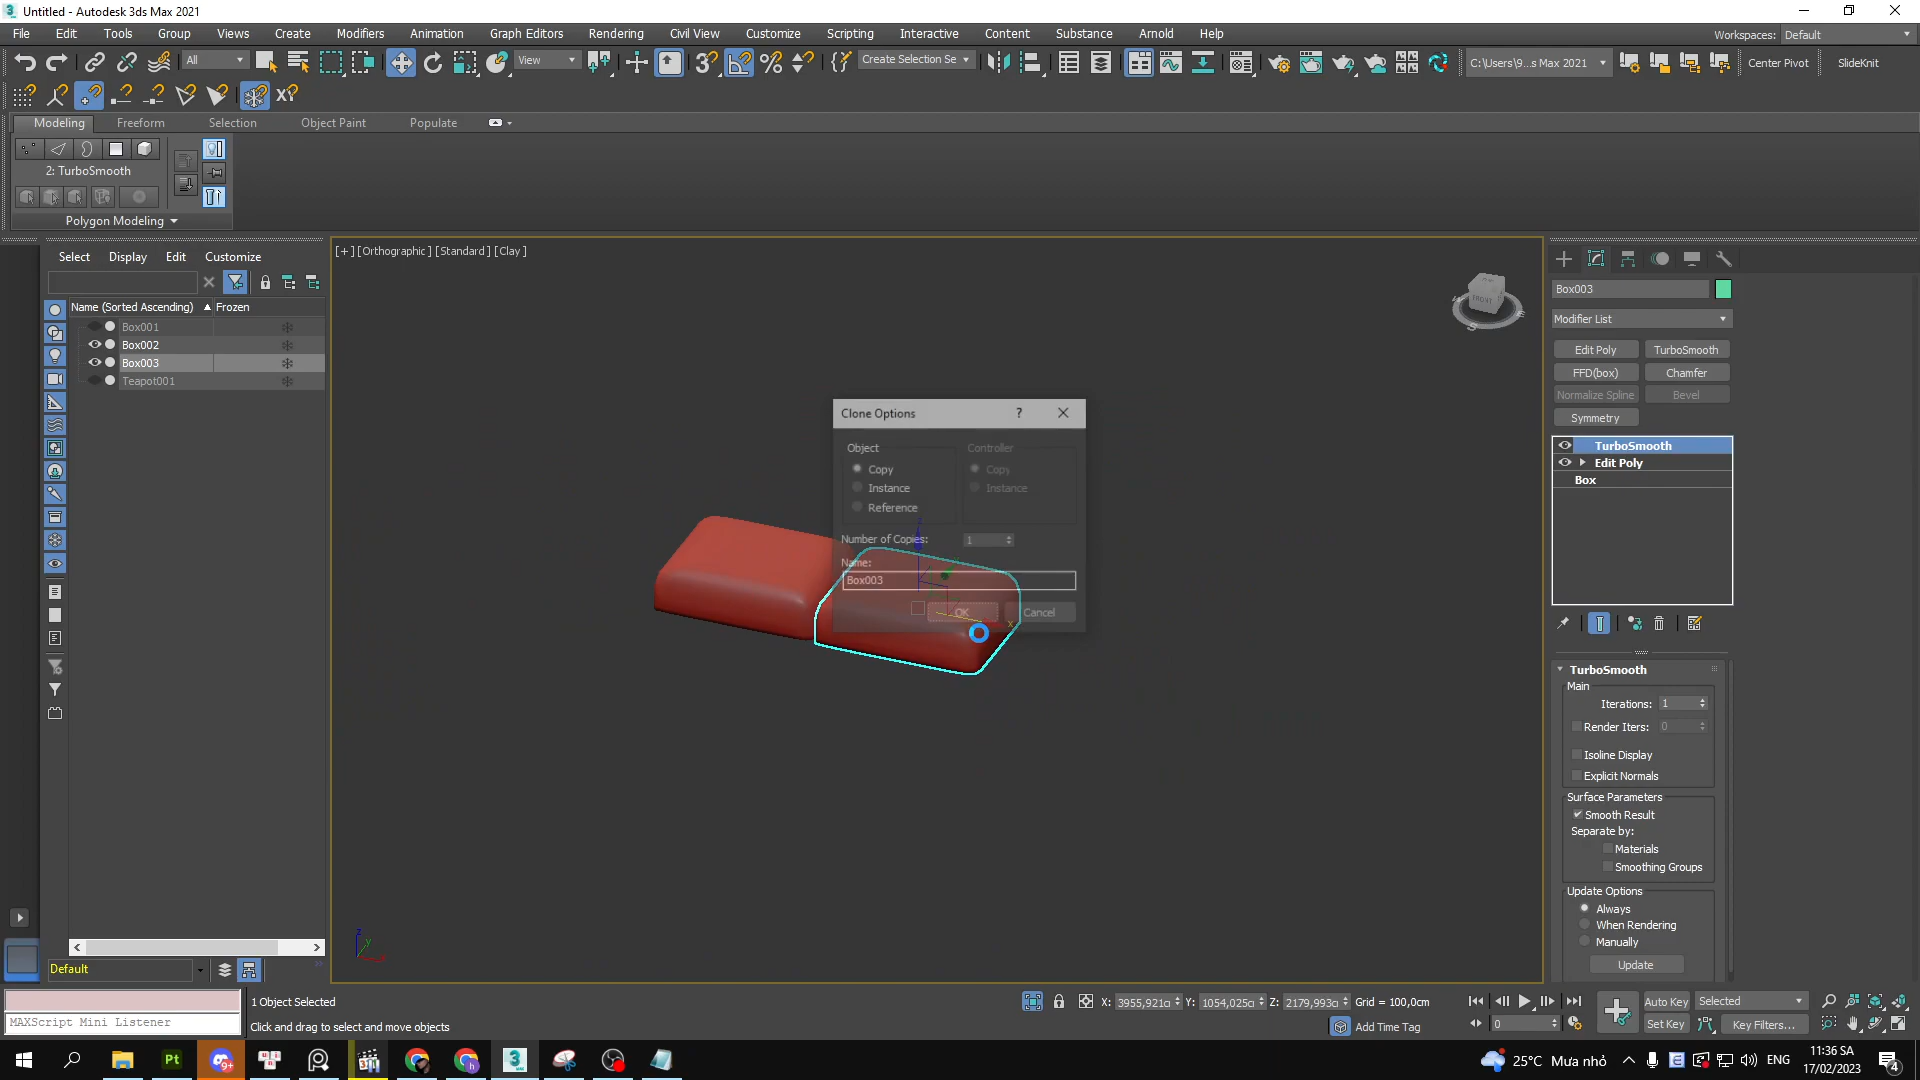 Untitled - Autodesk 3ds Max 2021
File Edit Tools Group Views Create Modifiers Animation Graph Editors Rendering Civil View Customize Scripting Interactive Content Substance Arnold Help
Workspaces: Default
All View Create Selection Se C:\Users\9...s Max 2021 Center Pivot SlideKnit
Modeling Freeform Selection Object Paint Populate
2: TurboSmooth
Polygon Modeling
Select Display Edit Customize
[+] [Orthographic] [Standard] [Clay]
Name (Sorted Ascending) Frozen
Box001
Box002
Box003
Teapot001
FRONT
S
E
Clone Options ?
Object Controller
Copy Copy
Instance Instance
Reference
Number of Copies: 1
Name:
Box003
OK Cancel
x
z
y
Box003
Modifier List
Edit Poly TurboSmooth
FFD(box) Chamfer
Normalize Spline Bevel
Symmetry
TurboSmooth
Edit Poly
Box
TurboSmooth
Main
Iterations: 1
Render Iters: 0
Isoline Display
Explicit Normals
Surface Parameters
Smooth Result
Separate by:
Materials
Smoothing Groups
Update Options
Always
When Rendering
Manually
Update
Default
1 Object Selected
MAXScript Mini Listener
Click and drag to select and move objects
X: 3955,921c Y: 1054,025c Z: 2179,993c Grid = 100,0cm
Add Time Tag
0
Auto Key Selected
Set Key Key Filters...
Pt
9+
25°C Mưa nhỏ ENG
11:36 SA
17/02/2023
4